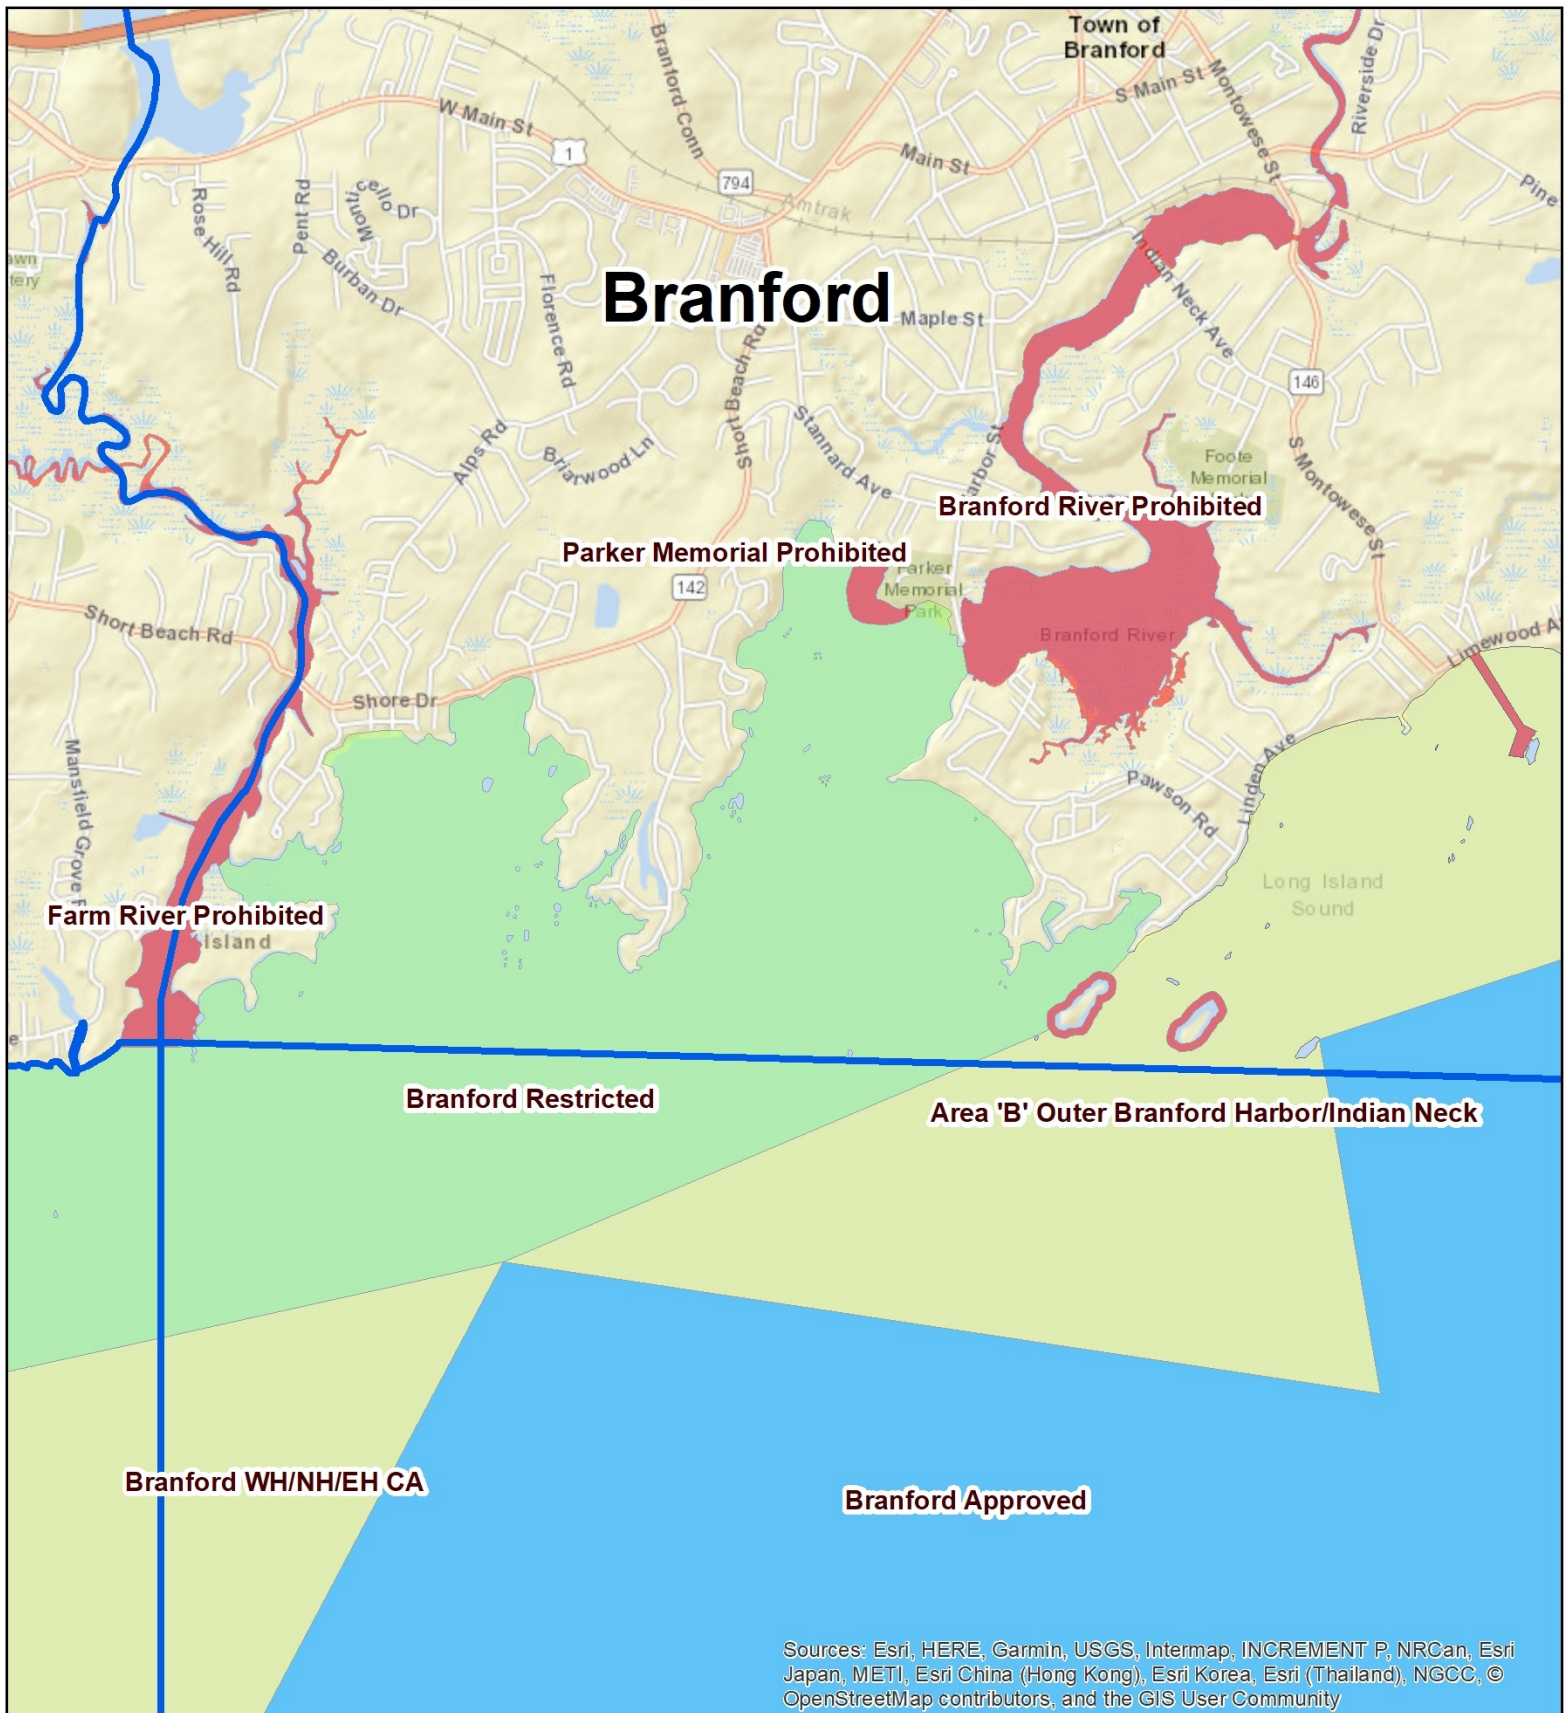 Town of
Branford
S Main St
Montowese St
Riverside Dr
Branford Conn
W Main St
1
Main St
794
Amtrak
Pine
Rose Hill Rd
Pent Rd
Monticello Dr
Burban Dr
Indian Neck Ave
Branford
Maple St
Florence Rd
Short Beach Rd
146
Stannard Ave
Alps Rd
Briarwood Ln
S Montowese St
Foote
Memorial
Branford River Prohibited
Parker Memorial Prohibited
Parker
Memorial
Park
142
Short Beach Rd
Branford River
Limewood A
Shore Dr
Mansfield Grove
Linden Ave
Pawson Rd
Long Island
Sound
Farm River Prohibited
Island
Branford Restricted
Area 'B' Outer Branford Harbor/Indian Neck
Branford WH/NH/EH CA
Branford Approved
Sources: Esri, HERE, Garmin, USGS, Intermap, INCREMENT P, NRCan, Esri
Japan, METI, Esri China (Hong Kong), Esri Korea, Esri (Thailand), NGCC, ©
OpenStreetMap contributors, and the GIS User Community